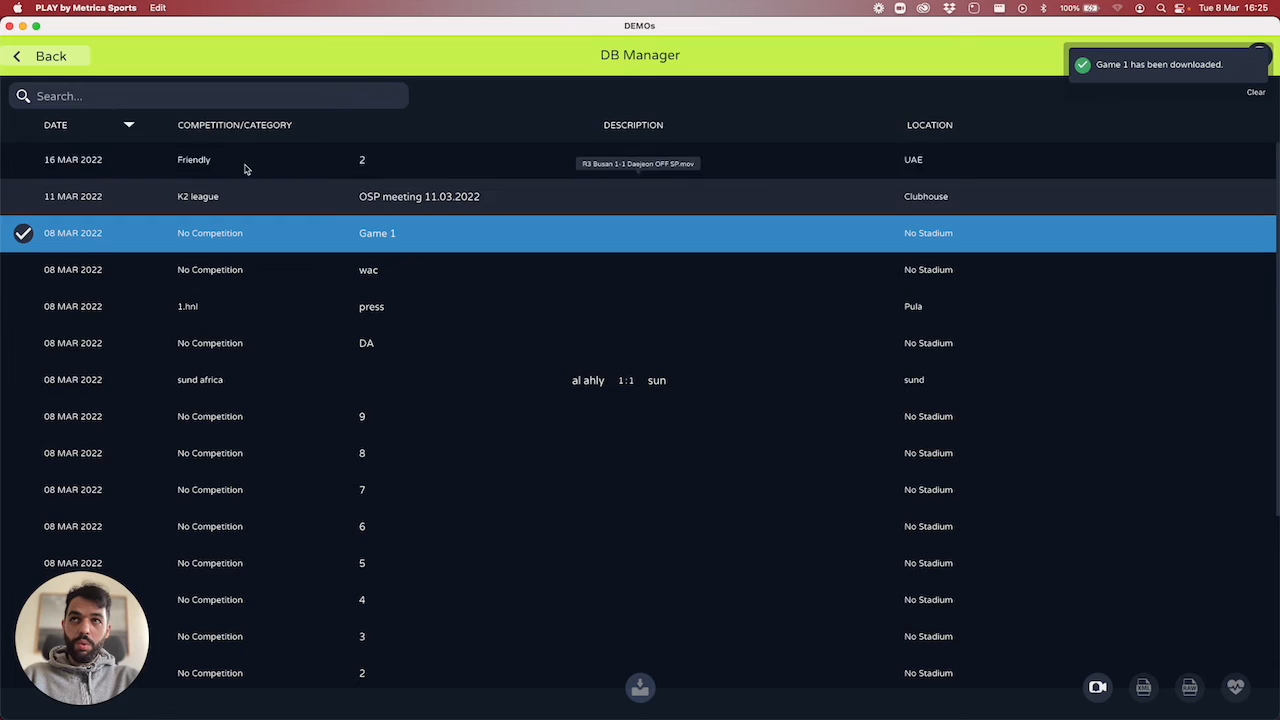 PLAY by Metrica Sports Edit 100% Tue 8 Mar 16:25
DEMOs
Back DB Manager
Game 1 has been downloaded.
Clear
Search...
DATE COMPETITION/CATEGORY DESCRIPTION LOCATION
16 MAR 2022 Friendly 2 UAE
R3 Busan 1-1 Daejeon OFF SP.mov
11 MAR 2022 K2 league OSP meeting 11.03.2022 Clubhouse
08 MAR 2022 No Competition Game 1 No Stadium
08 MAR 2022 No Competition wac No Stadium
08 MAR 2022 1.hnl press Pula
08 MAR 2022 No Competition DA No Stadium
08 MAR 2022 sund africa al ahly 1 : 1 sun sund
08 MAR 2022 No Competition 9 No Stadium
08 MAR 2022 No Competition 8 No Stadium
08 MAR 2022 No Competition 7 No Stadium
08 MAR 2022 No Competition 6 No Stadium
08 MAR 2022 No Competition 5 No Stadium
No Competition 4 No Stadium
No Competition 3 No Stadium
No Competition 2 No Stadium
XML RAW